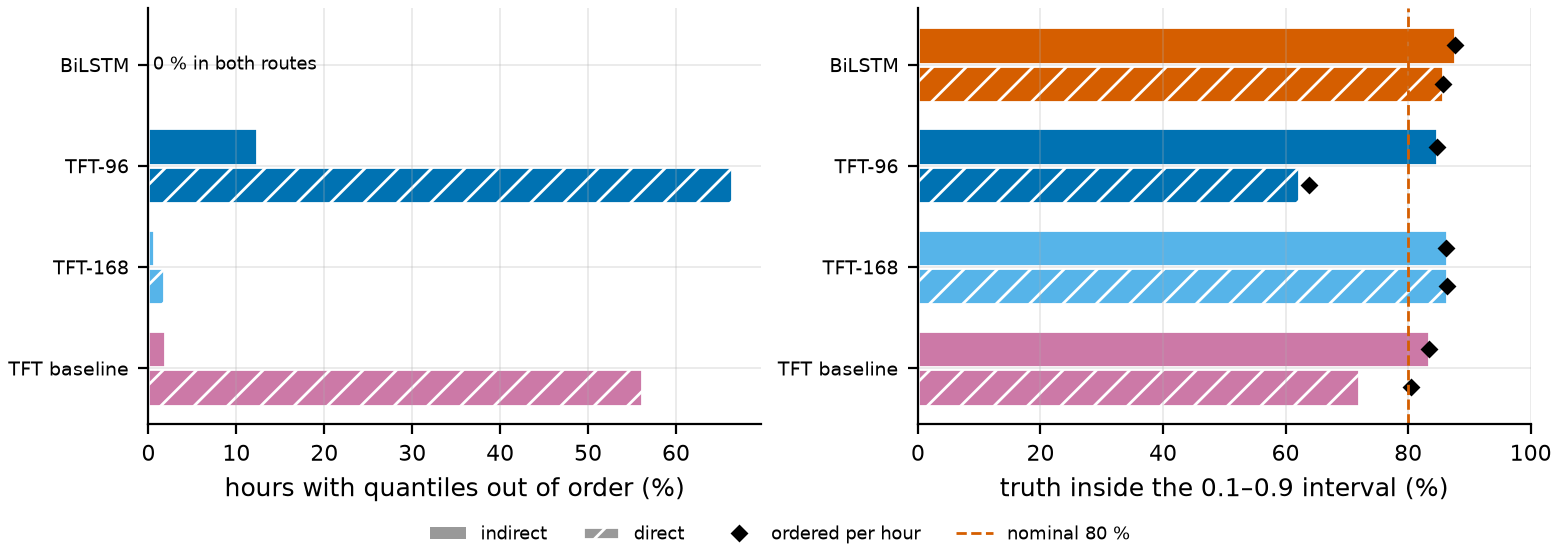 BiLSTM
TFT-96
TFT-168
TFT baseline
0 % in both routes
0 10 20 30 40 50 60
hours with quantiles out of order (%)
BiLSTM
TFT-96
TFT-168
TFT baseline
0 20 40 60 80 100
truth inside the 0.1–0.9 interval (%)
indirect direct ordered per hour nominal 80 %